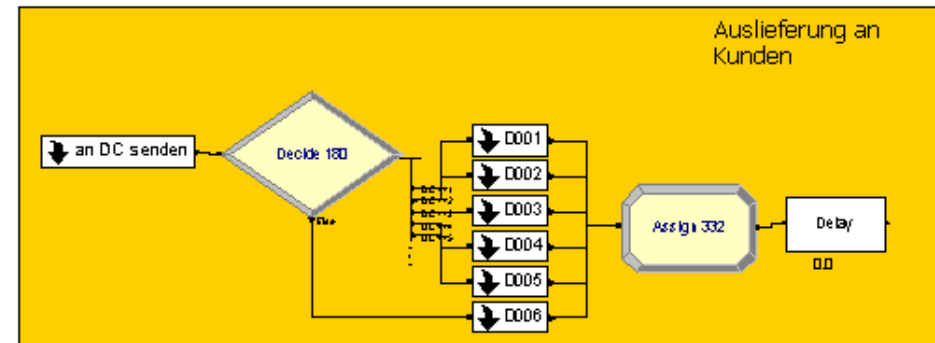 Auslieferung an
Kunden
an DC senden
Decide 180
D001
D002
D003
D004
D005
D006
Assign 332
Delay
0.0